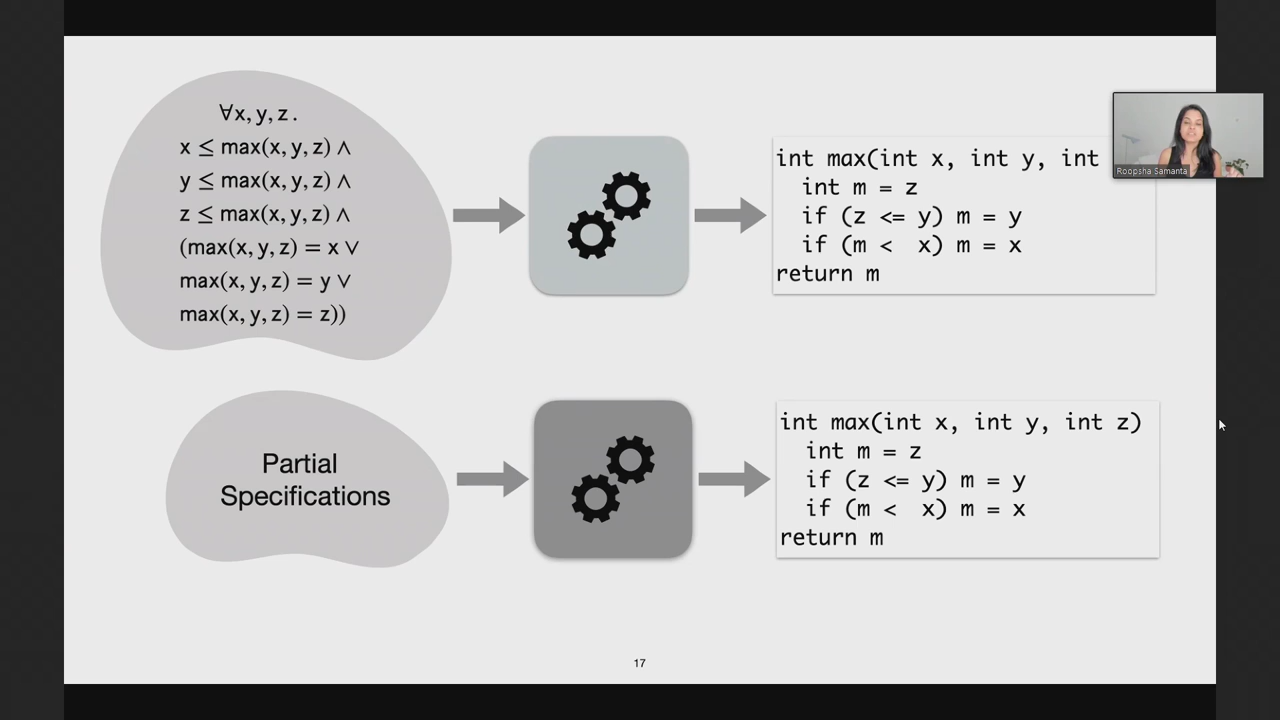 ∀x, y, z .
x ≤ max(x, y, z) ∧
y ≤ max(x, y, z) ∧
z ≤ max(x, y, z) ∧
(max(x, y, z) = x ∨
max(x, y, z) = y ∨
max(x, y, z) = z))
int max(int x, int y, int
int m = z
if (z <= y) m = y
if (m <  x) m = x
return m
Roopsha Samanta
Partial
Specifications
int max(int x, int y, int z)
int m = z
if (z <= y) m = y
if (m <  x) m = x
return m
17